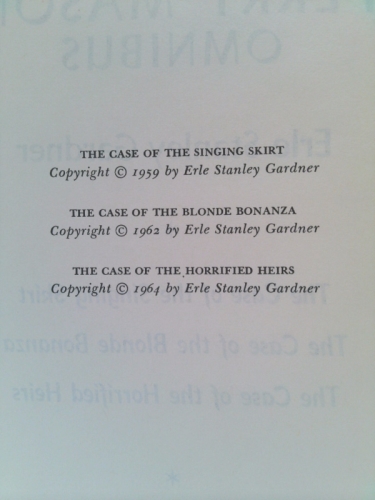 THE CASE OF THE SINGING SKIRT
Copyright © 1959 by Erle Stanley Gardner
THE CASE OF THE BLONDE BONANZA
Copyright © 1962 by Erle Stanley Gardner
THE CASE OF THE HORRIFIED HEIRS
Copyright © 1964 by Erle Stanley Gardner